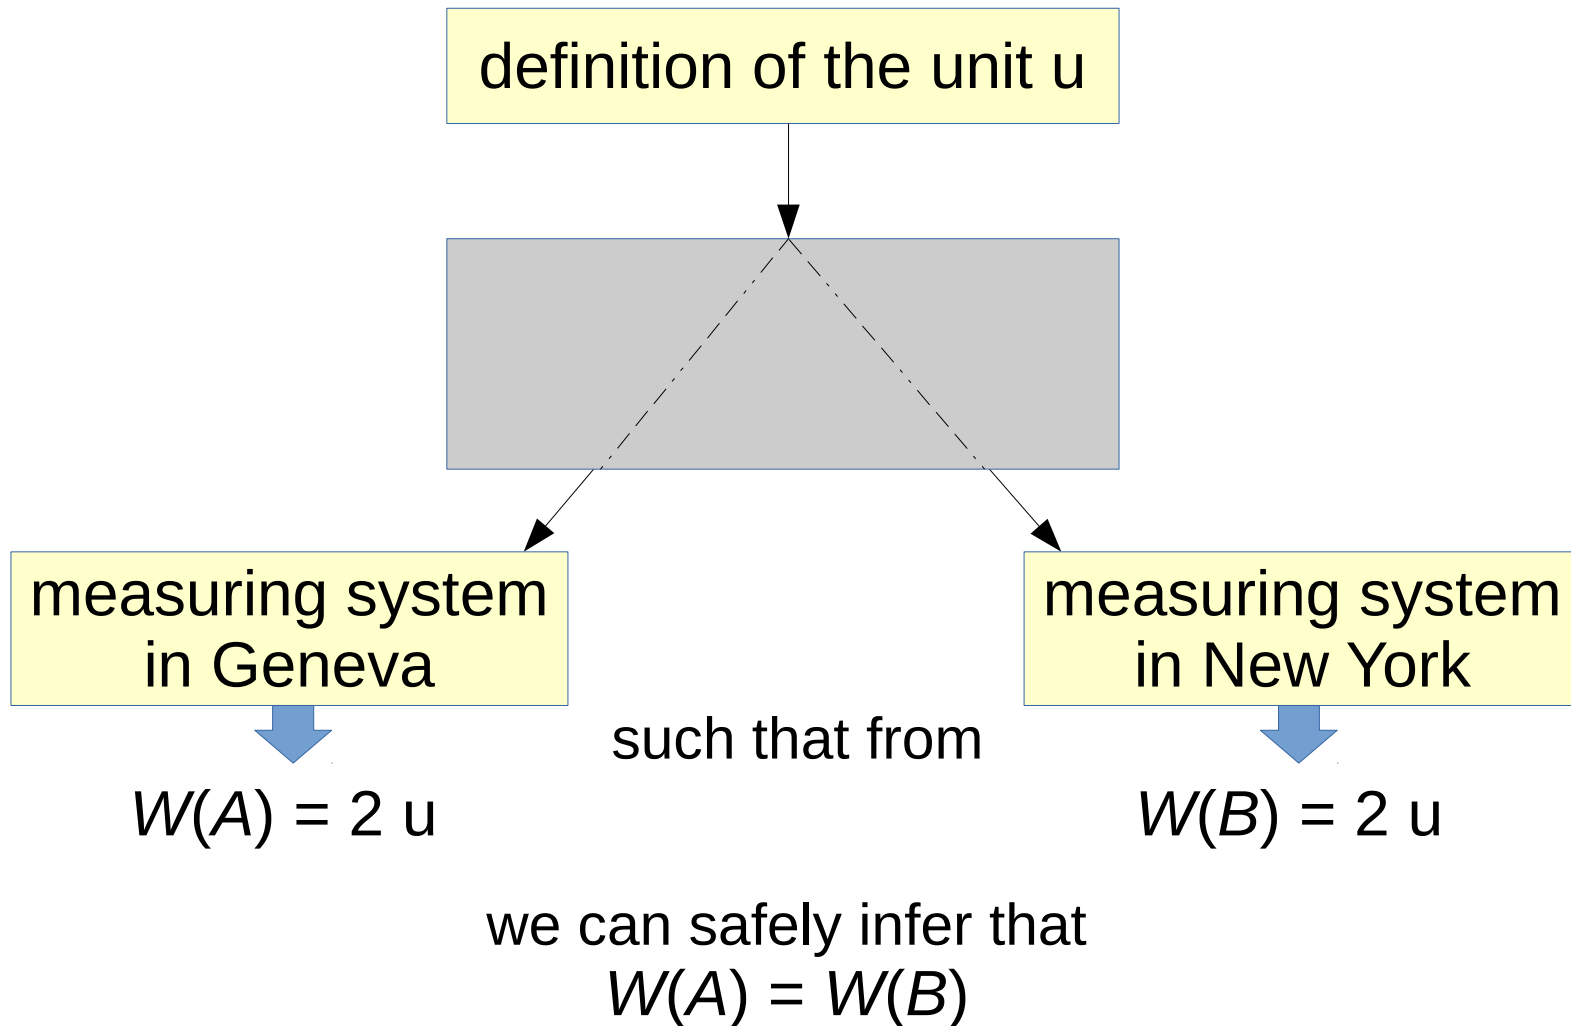 definition of the unit u
measuring system
in Geneva
measuring system
in New York
such that from
W(A) = 2 u
W(B) = 2 u
we can safely infer that
W(A) = W(B)